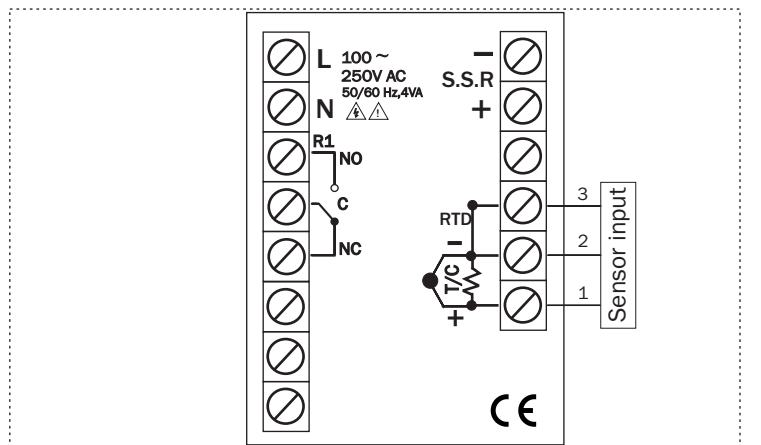 L 100 ~
250V AC
N 50/60 Hz,4VA
R1
NO
C
NC
−
S.S.R
+
RTD
−
T/C
+
3
2
1
Sensor input
CE